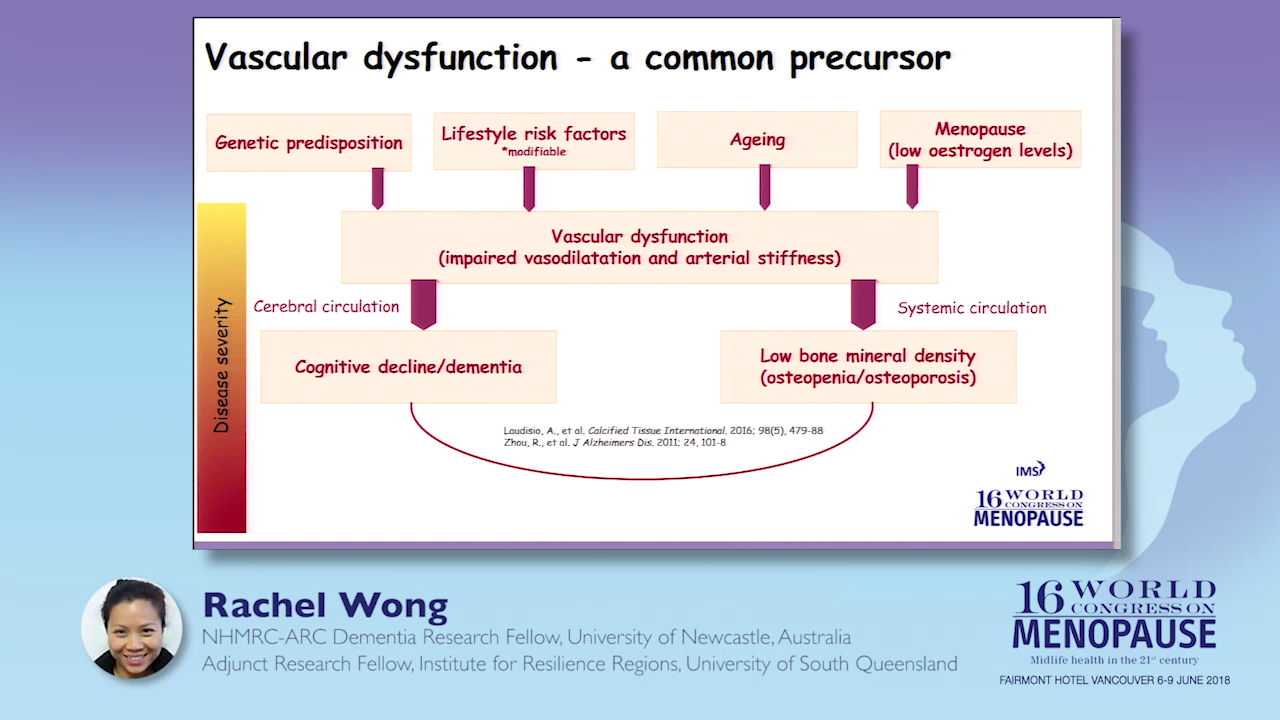 Vascular dysfunction - a common precursor
Genetic predisposition
Lifestyle risk factors
*modifiable
Ageing
Menopause
(low oestrogen levels)
Vascular dysfunction
(impaired vasodilatation and arterial stiffness)
Disease severity
Cerebral circulation
Systemic circulation
Cognitive decline/dementia
Low bone mineral density
(osteopenia/osteoporosis)
Laudisio, A., et al. Calcified Tissue International. 2016; 98(5), 479-88
Zhou, R., et al. J Alzheimers Dis. 2011; 24, 101-8
IMS
16 WORLD
CONGRESS ON
MENOPAUSE
Rachel Wong
NHMRC-ARC Dementia Research Fellow, University of Newcastle, Australia
Adjunct Research Fellow, Institute for Resilience Regions, University of South Queensland
16 WORLD
CONGRESS ON
MENOPAUSE
Midlife health in the 21st century
FAIRMONT HOTEL VANCOUVER 6-9 JUNE 2018